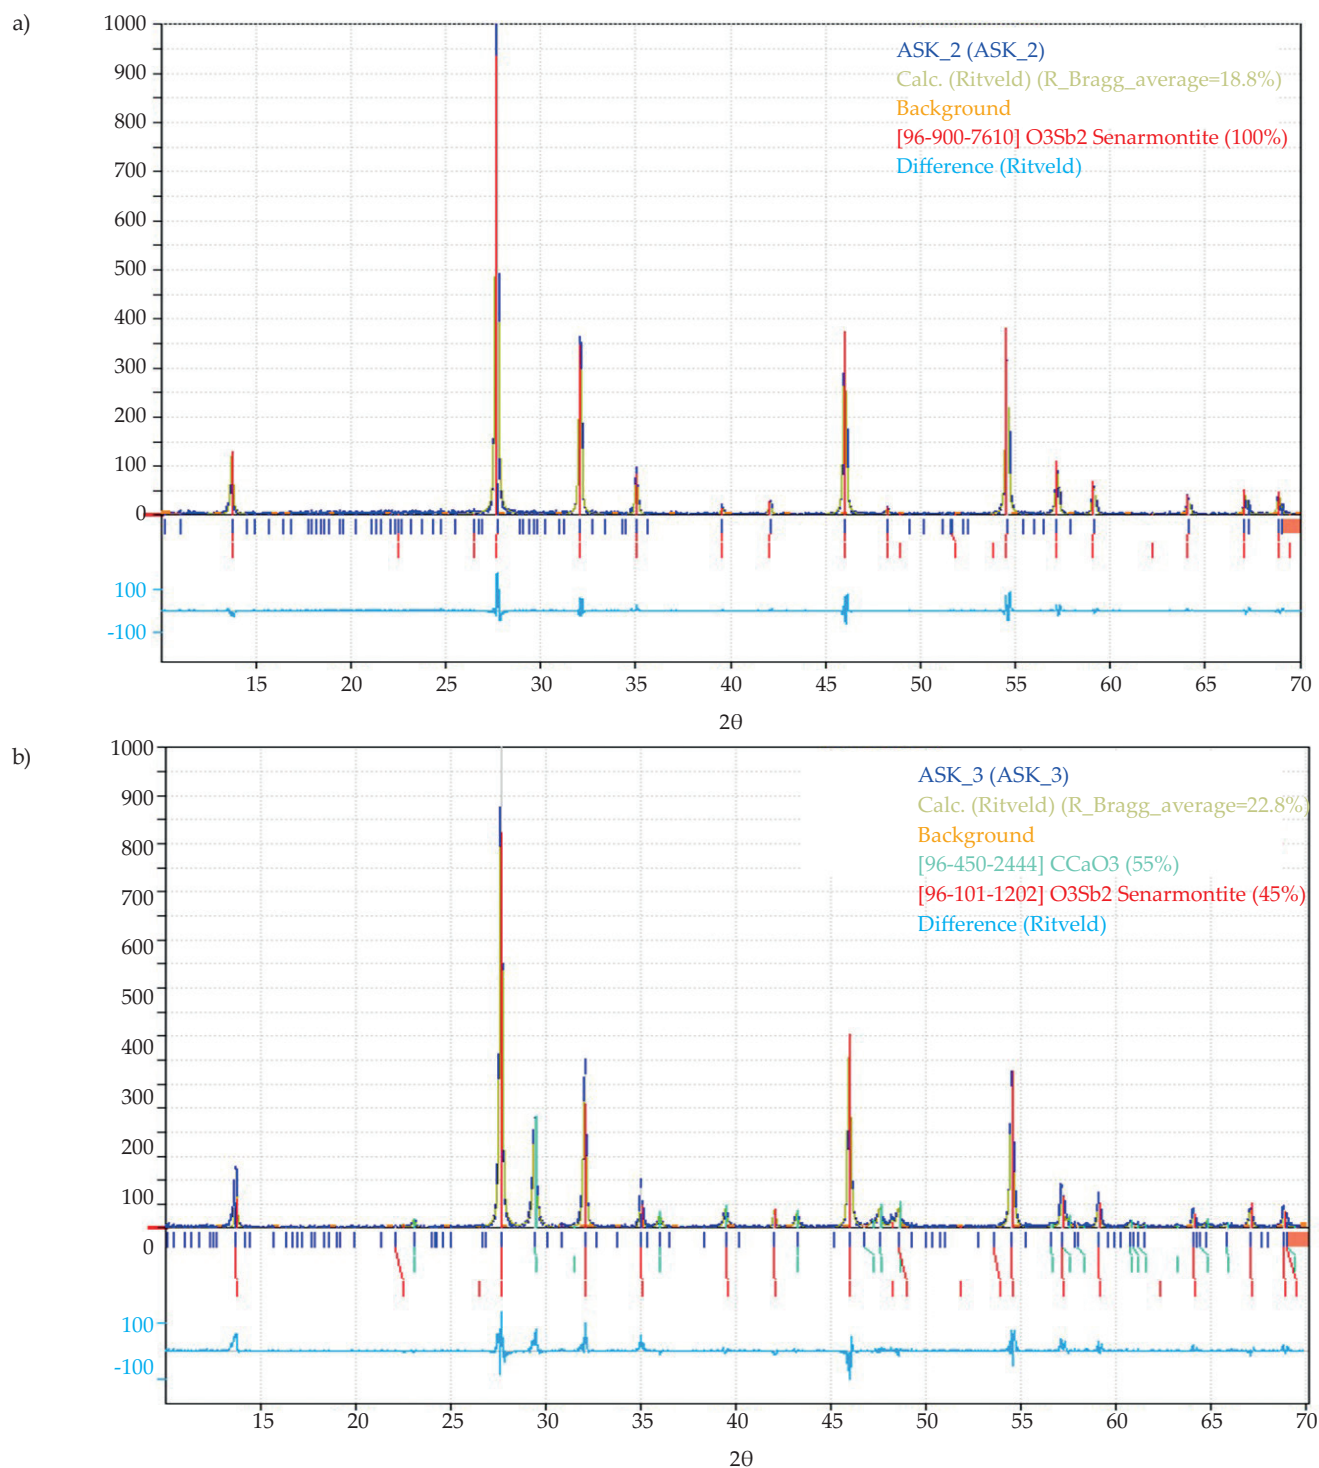 a)
1000
900
800
700
600
500
400
300
200
100
0
100
-100
ASK_2 (ASK_2)
Calc. (Ritveld) (R_Bragg_average=18.8%)
Background
[96-900-7610] O3Sb2 Senarmontite (100%)
Difference (Ritveld)
15 20 25 30 35 40 45 50 55 60 65 70
2θ
b)
1000
900
800
700
600
500
400
300
200
100
0
100
-100
ASK_3 (ASK_3)
Calc. (Ritveld) (R_Bragg_average=22.8%)
Background
[96-450-2444] CCaO3 (55%)
[96-101-1202] O3Sb2 Senarmontite (45%)
Difference (Ritveld)
15 20 25 30 35 40 45 50 55 60 65 70
2θ